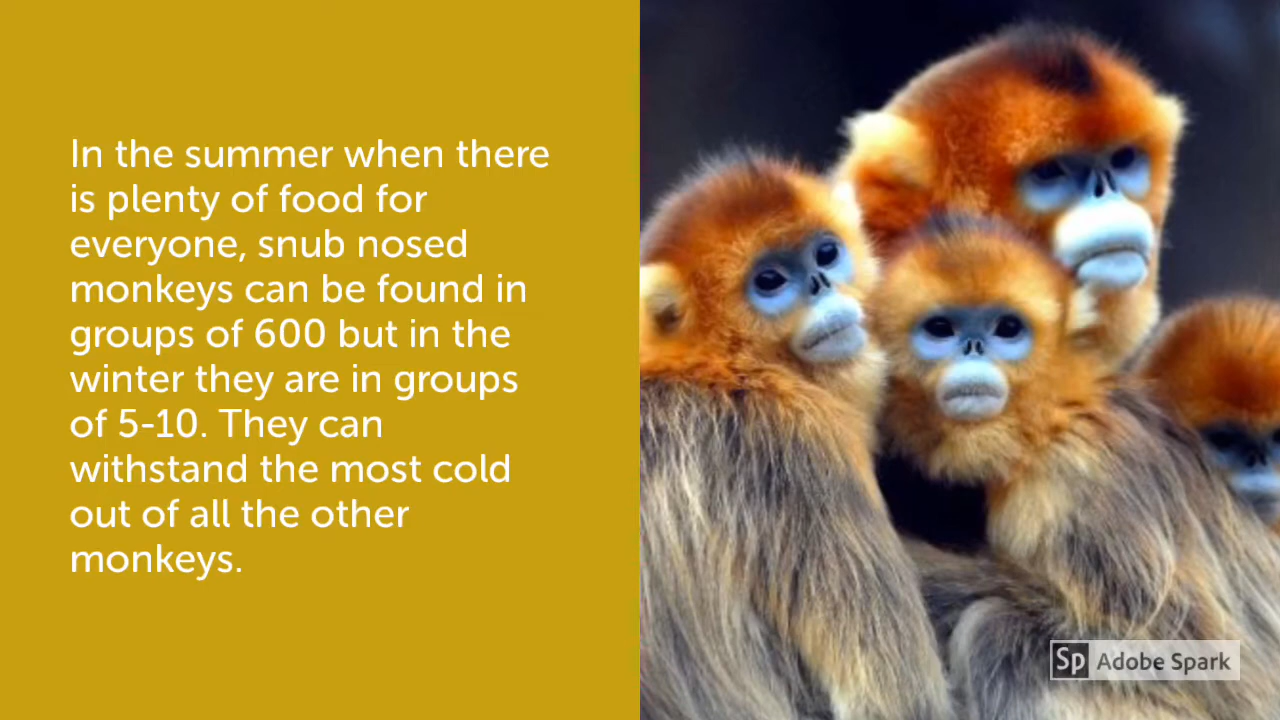 In the summer when there
is plenty of food for
everyone, snub nosed
monkeys can be found in
groups of 600 but in the
winter they are in groups
of 5-10. They can
withstand the most cold
out of all the other
monkeys.
Sp Adobe Spark